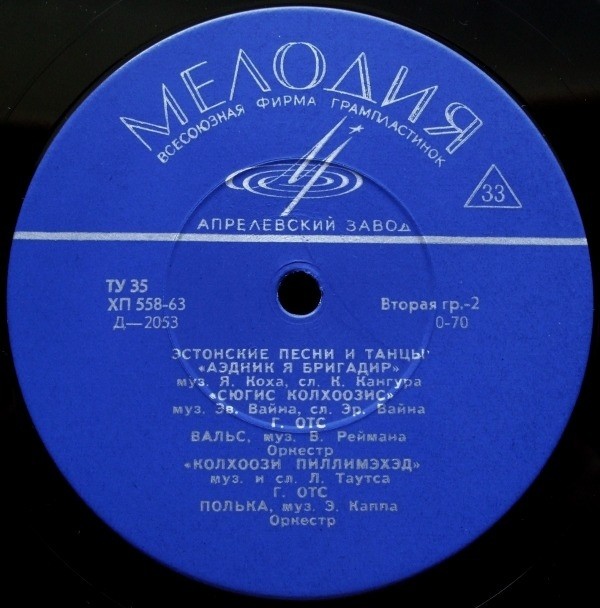 МЕЛОДИЯ
ВСЕСОЮЗНАЯ ФИРМА ГРАМПЛАСТИНОК
33
АПРЕЛЕВСКИЙ ЗАВОД
ТУ 35
ХП 558-63
Д—2053
Вторая гр.-2
0-70
ЭСТОНСКИЕ ПЕСНИ И ТАНЦЫ:
«АЭДНИК Я БРИГАДИР»
муз. Я. Коха, сл. К. Кангура
«СЮГИС КОЛХООЗИС»
муз. Эв. Вайна, сл. Эр. Вайна
Г. ОТС
ВАЛЬС, муз. В. Реймана
Оркестр
«КОЛХООЗИ ПИЛЛИМЭХЭД»
муз. и сл. Л. Таутса
Г. ОТС
ПОЛЬКА, муз. Э. Каппа
Оркестр